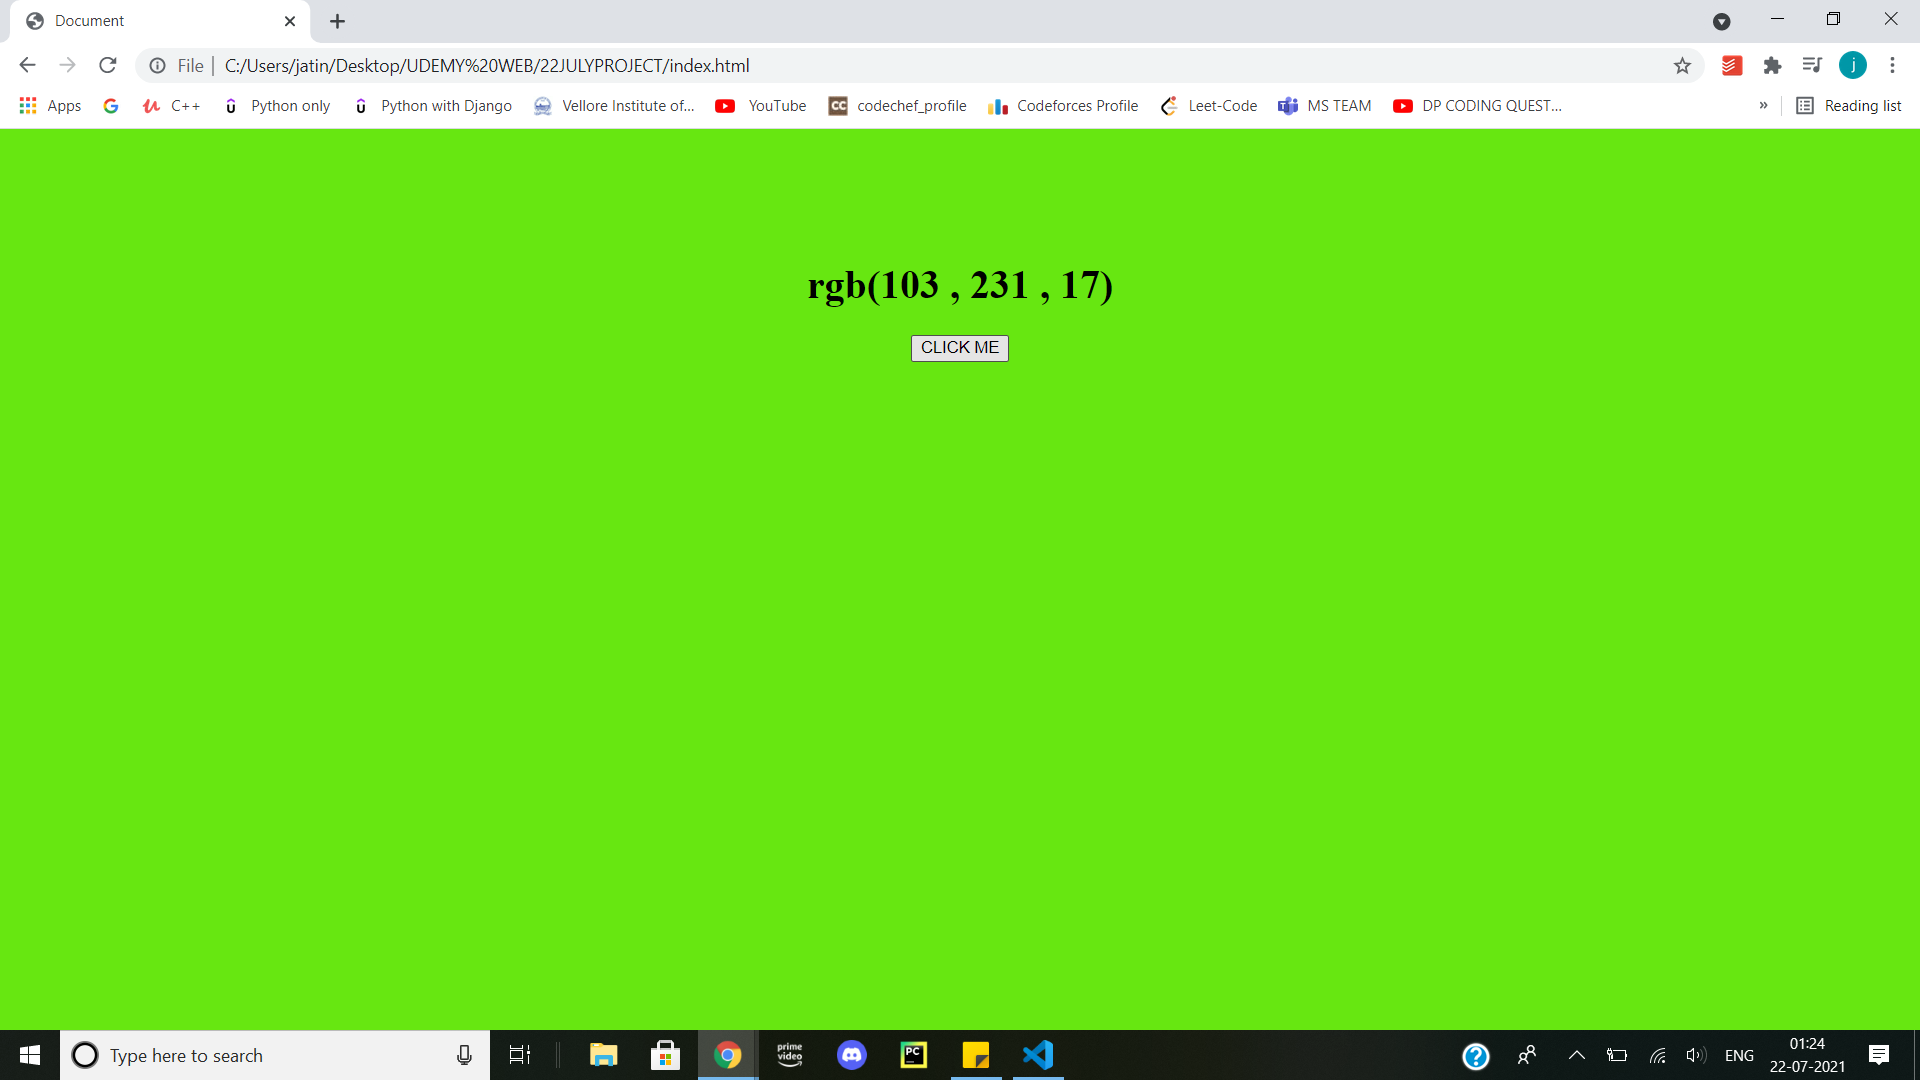 Document
File | C:/Users/jatin/Desktop/UDEMY%20WEB/22JULYPROJECT/index.html
j
Apps C++ Python only Python with Django Vellore Institute of... YouTube CC codechef_profile Codeforces Profile Leet-Code MS TEAM DP CODING QUEST... » Reading list
rgb(103 , 231 , 17)
CLICK ME
Type here to search
prime video
PC
ENG
01:24
22-07-2021